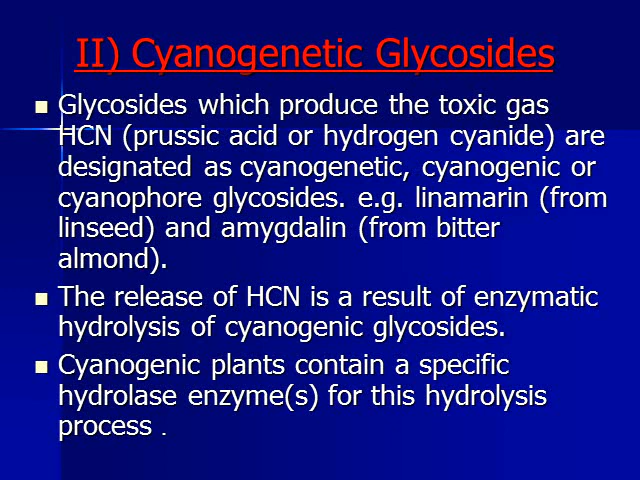 II) Cyanogenetic Glycosides
Glycosides which produce the toxic gas
HCN (prussic acid or hydrogen cyanide) are
designated as cyanogenetic, cyanogenic or
cyanophore glycosides. e.g. linamarin (from
linseed) and amygdalin (from bitter
almond).
The release of HCN is a result of enzymatic
hydrolysis of cyanogenic glycosides.
Cyanogenic plants contain a specific
hydrolase enzyme(s) for this hydrolysis
process .